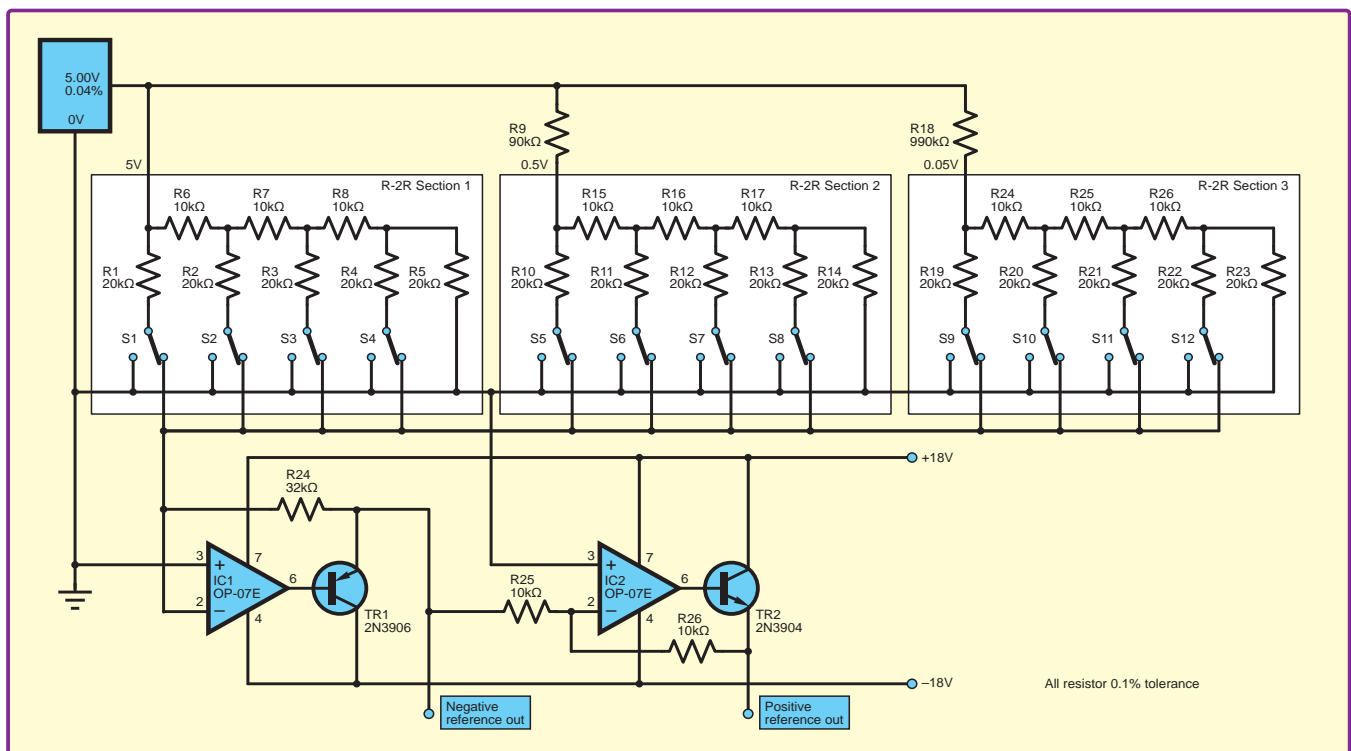 5.00V
0.04%
0V
5V
R-2R Section 1
R6
10kΩ
R7
10kΩ
R8
10kΩ
R1
20kΩ
R2
20kΩ
R3
20kΩ
R4
20kΩ
R5
20kΩ
S1
S2
S3
S4
R9
90kΩ
0.5V
R-2R Section 2
R15
10kΩ
R16
10kΩ
R17
10kΩ
R10
20kΩ
R11
20kΩ
R12
20kΩ
R13
20kΩ
R14
20kΩ
S5
S6
S7
S8
R18
990kΩ
0.05V
R-2R Section 3
R24
10kΩ
R25
10kΩ
R26
10kΩ
R19
20kΩ
R20
20kΩ
R21
20kΩ
R22
20kΩ
R23
20kΩ
S9
S10
S11
S12
+18V
R24
32kΩ
3
+
7
IC1
OP-07E
6
2
–
4
TR1
2N3906
R25
10kΩ
3
+
7
IC2
OP-07E
6
2
–
4
TR2
2N3904
R26
10kΩ
–18V
All resistor 0.1% tolerance
Negative
reference out
Positive
reference out